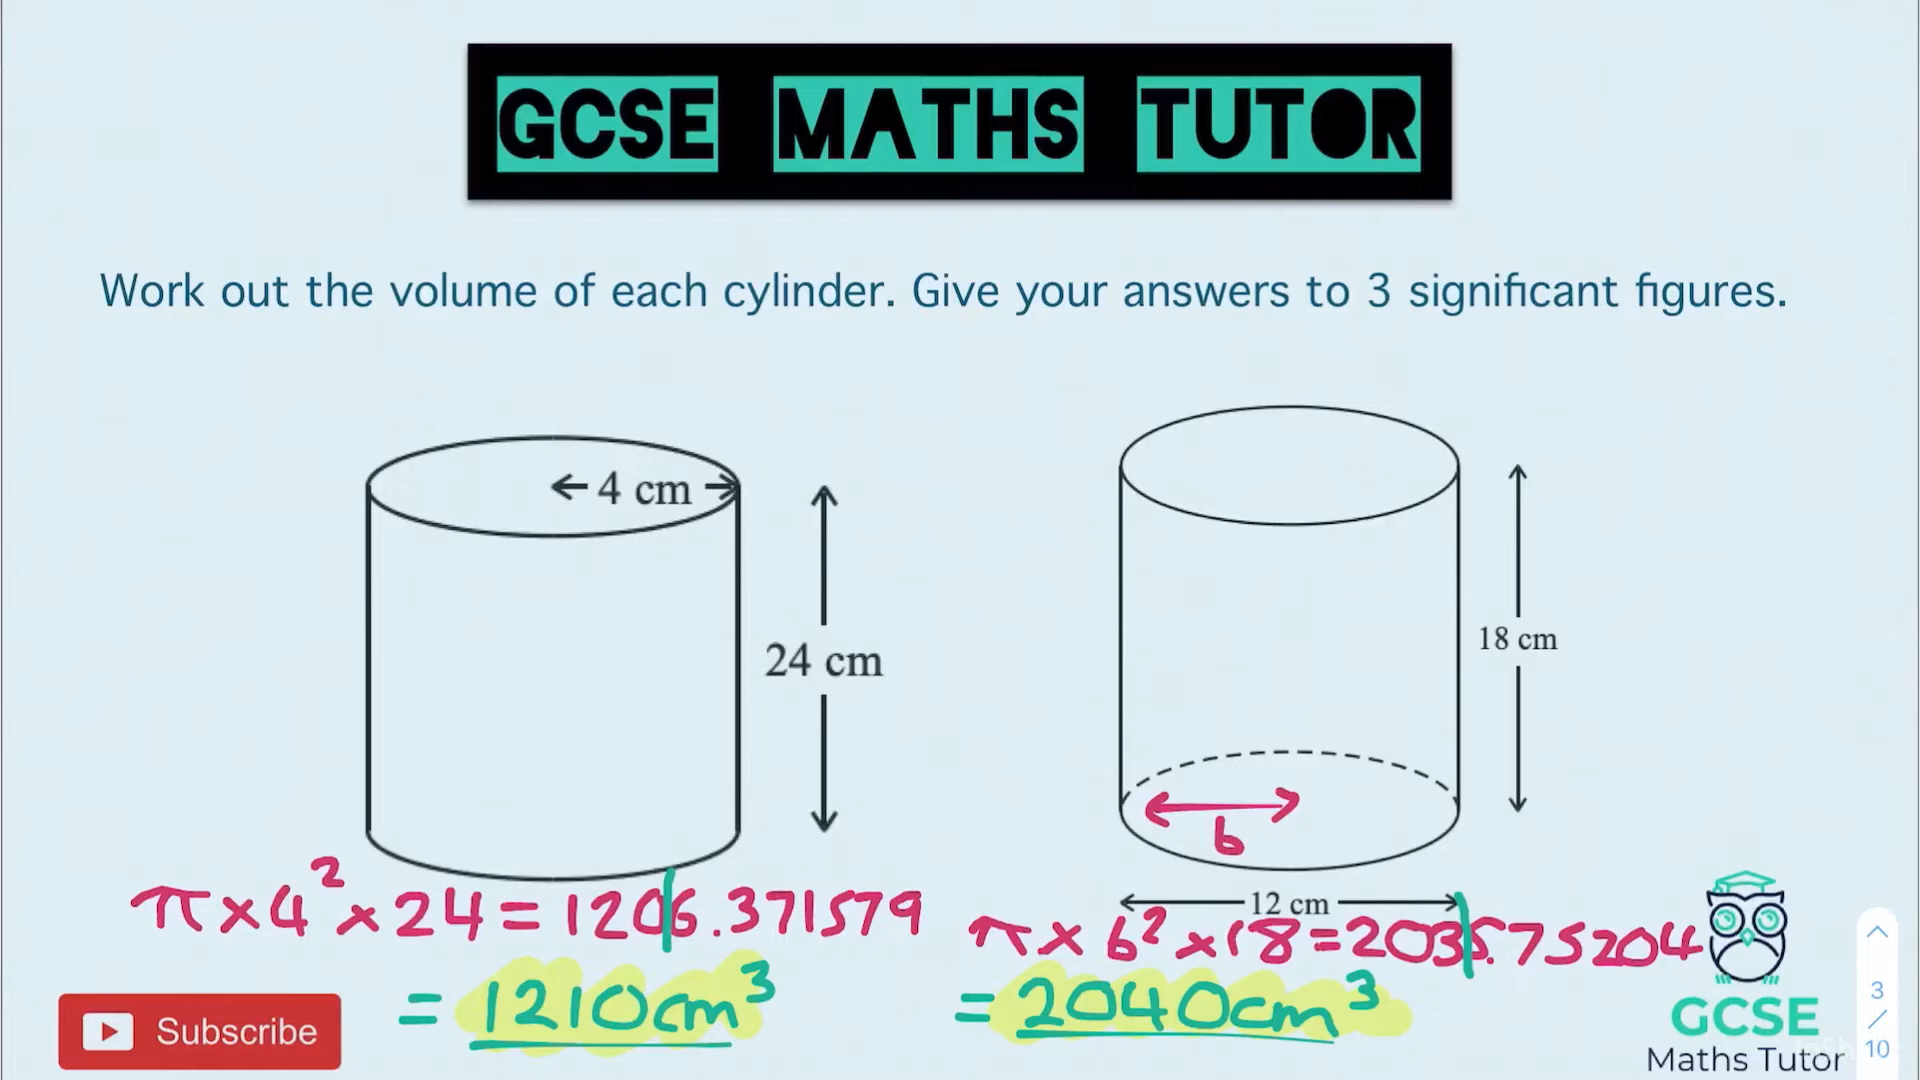 GCSE MATHS TUTOR
Work out the volume of each cylinder. Give your answers to 3 significant figures.
4 cm
24 cm
18 cm
6
12 cm
π×4²×24=1206.371579
=1210cm³
π×6²×18=2035.75204
=2040cm³
Subscribe
GCSE
Maths Tutor
3
/
10